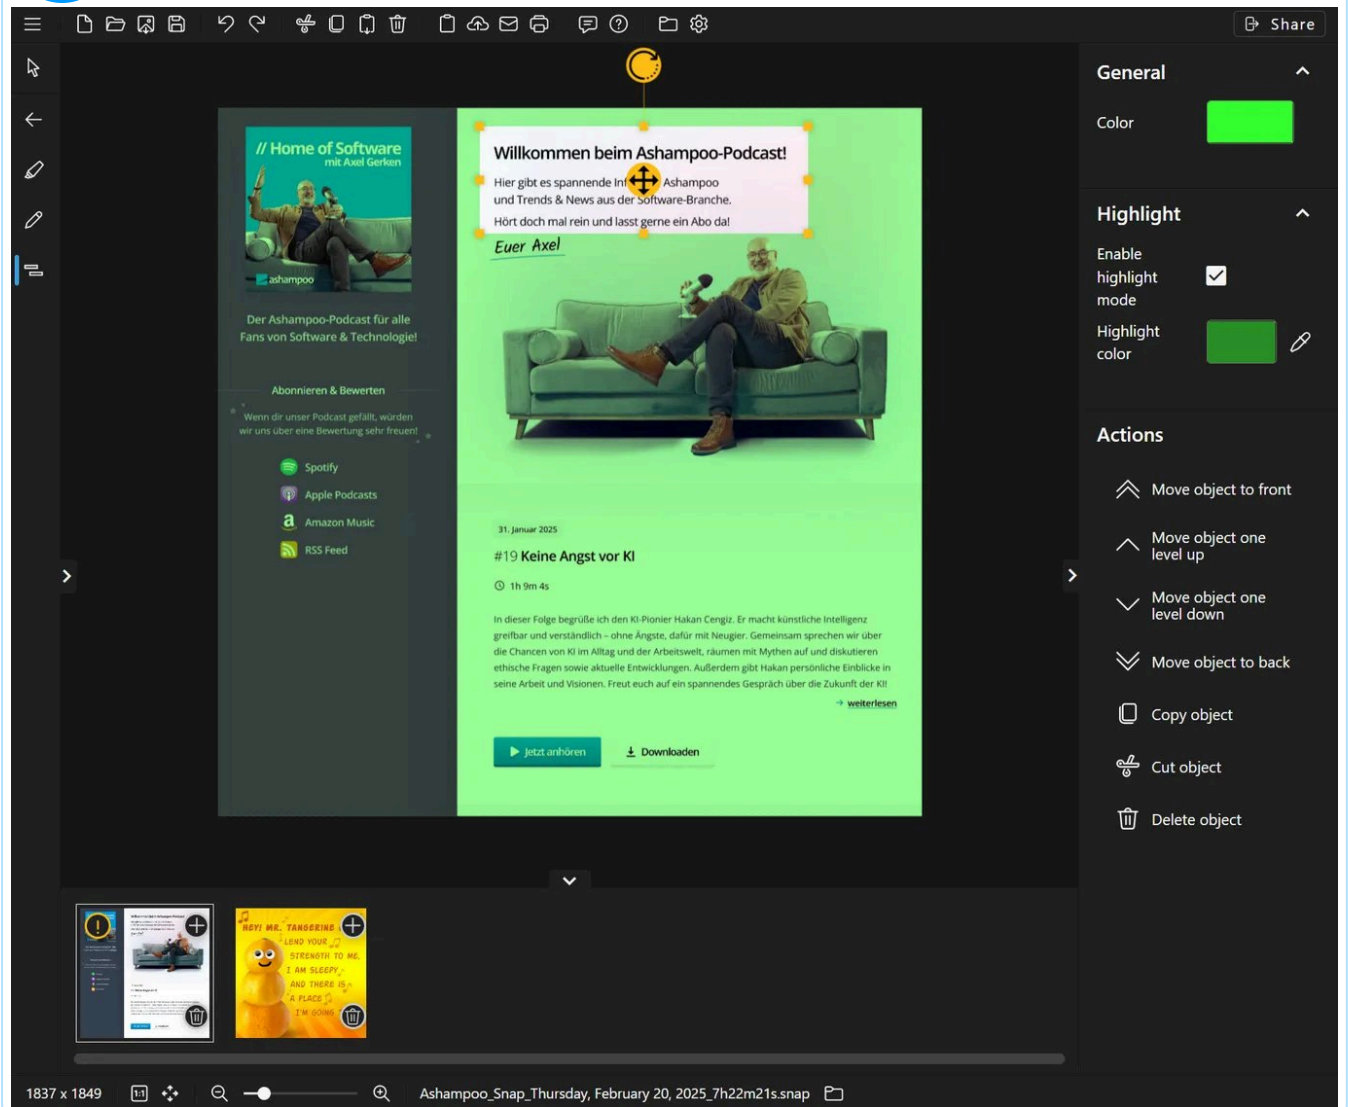 Share
General
Color
Highlight
Enable
highlight
mode
Highlight
color
Actions
Move object to front
Move object one
level up
Move object one
level down
Move object to back
Copy object
Cut object
Delete object
// Home of Software
mit Axel Gerken
ashampoo
Der Ashampoo-Podcast für alle
Fans von Software & Technologie!
Abonnieren & Bewerten
Wenn dir unser Podcast gefällt, würden
wir uns über eine Bewertung sehr freuen!
Spotify
Apple Podcasts
Amazon Music
RSS Feed
Willkommen beim Ashampoo-Podcast!
Hier gibt es spannende Inf Ashampoo
und Trends & News aus der Software-Branche.
Hört doch mal rein und lasst gerne ein Abo da!
Euer Axel
31. Januar 2025
#19 Keine Angst vor KI
1h 9m 4s
In dieser Folge begrüße ich den KI-Pionier Hakan Cengiz. Er macht künstliche Intelligenz
greifbar und verständlich – ohne Ängste, dafür mit Neugier. Gemeinsam sprechen wir über
die Chancen von KI im Alltag und der Arbeitswelt, räumen mit Mythen auf und diskutieren
ethische Fragen sowie aktuelle Entwicklungen. Außerdem gibt Hakan persönliche Einblicke in
seine Arbeit und Visionen. Freut euch auf ein spannendes Gespräch über die Zukunft der KI!
weiterlesen
Jetzt anhören
Downloaden
HEY! MR. TANGERINE
LEND YOUR
STRENGTH TO ME,
I AM SLEEPY
AND THERE IS
A PLACE
I'M GOING
1837 x 1849
1:1
Ashampoo_Snap_Thursday, February 20, 2025_7h22m21s.snap